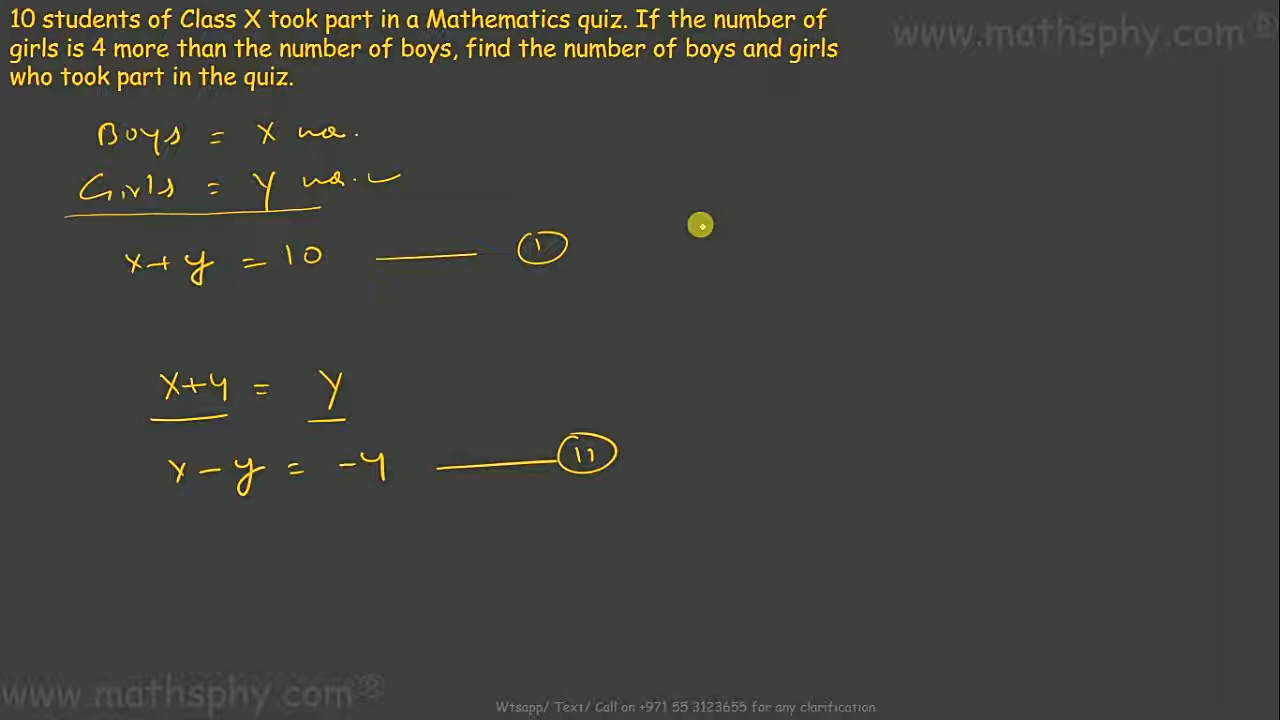 10 students of Class X took part in a Mathematics quiz. If the number of
girls is 4 more than the number of boys, find the number of boys and girls
who took part in the quiz.
www.mathsphy.com®
Boys = x no.
Girls = y no.
x + y = 10 —— (i)
x+4 = y
x - y = -4 —— (ii)
www.mathsphy.com®
Wtsapp/ Text/ Call on +971 55 3123655 for any clarification